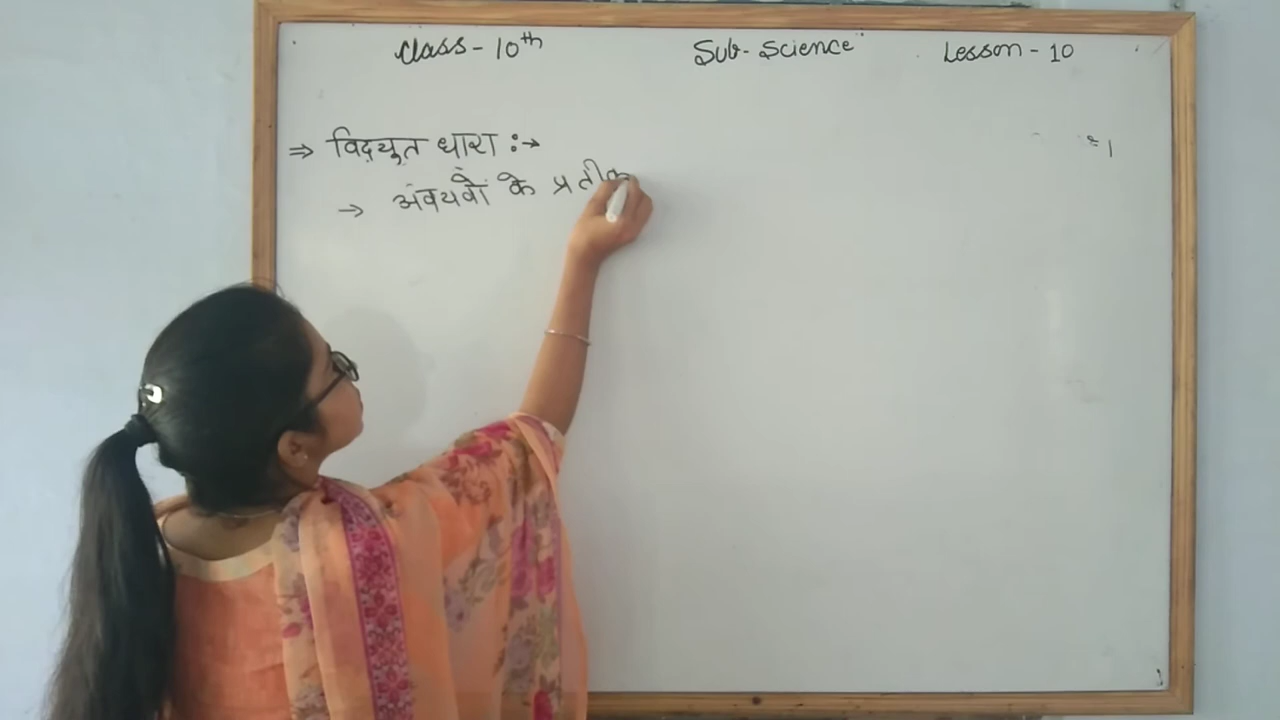 Class - 10th Sub- Science Lesson - 10
⇒ विद्युत धारा :→
→ अवयवों के प्रतीक